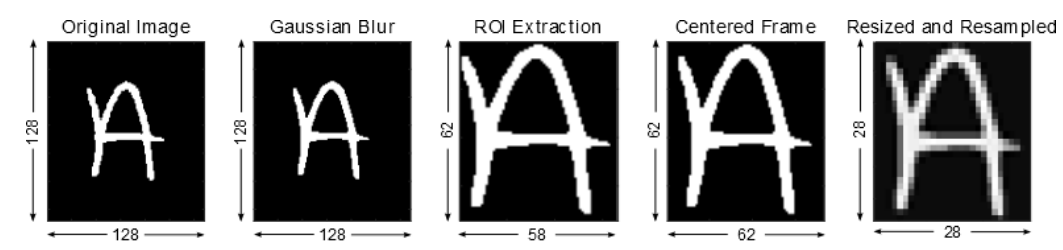 Original Image Gaussian Blur ROI Extraction Centered Frame Resized and Resampled
128 128 62 62 28
A A A A A
128 128 58 62 28